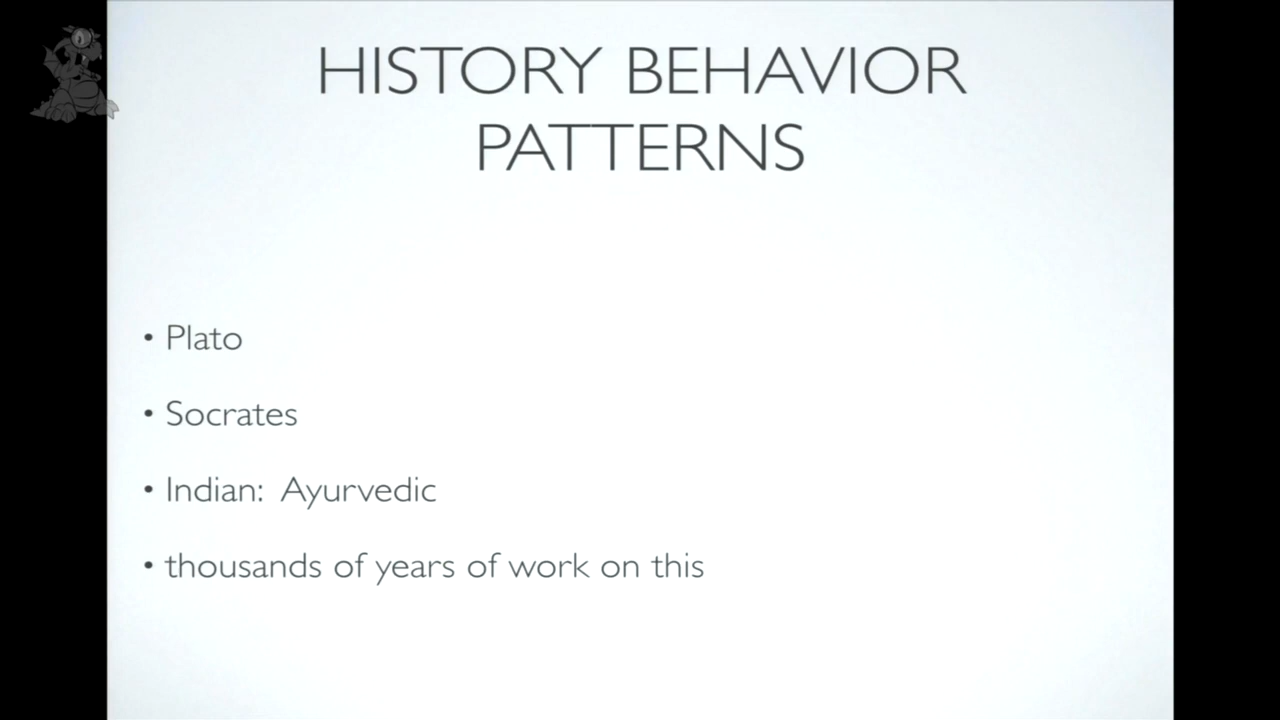 HISTORY BEHAVIOR
PATTERNS
• Plato
• Socrates
• Indian:  Ayurvedic
• thousands of years of work on this